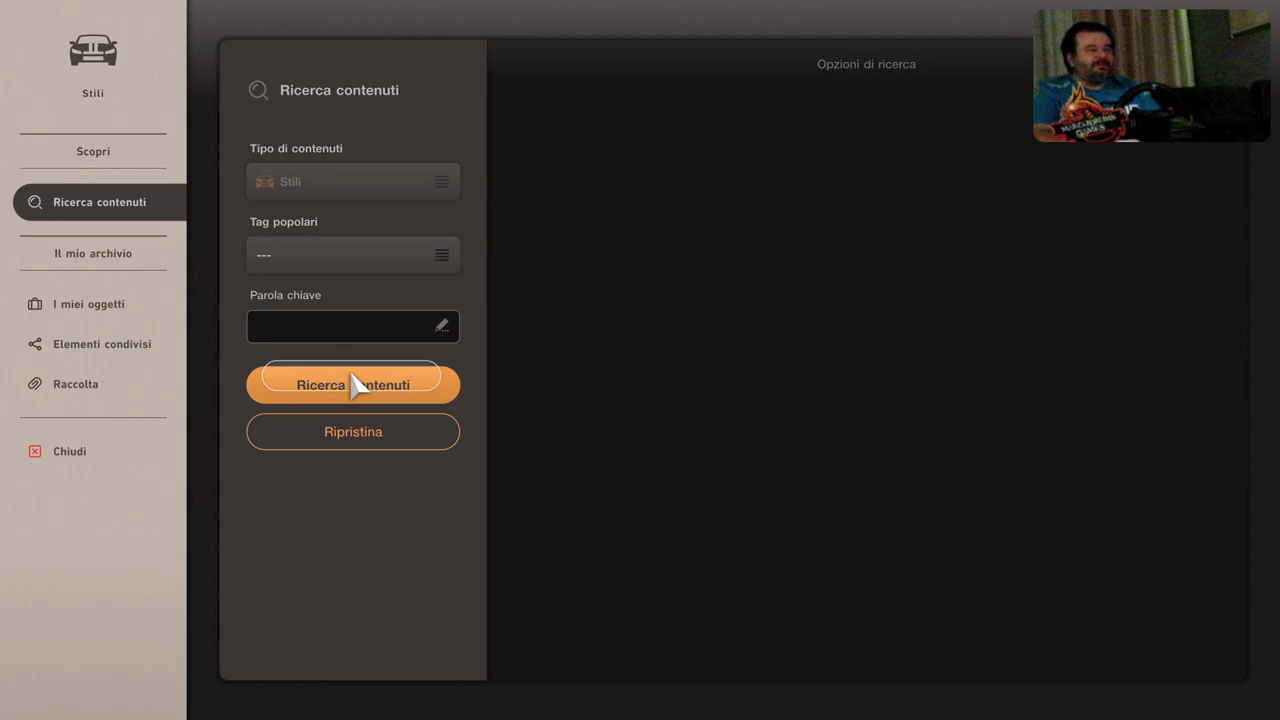 Stili
Scopri
Ricerca contenuti
Il mio archivio
I miei oggetti
Elementi condivisi
Raccolta
Chiudi
Ricerca contenuti
Tipo di contenuti
Stili
Tag popolari
---
Parola chiave
Ricerca contenuti
Ripristina
Opzioni di ricerca
GAMES